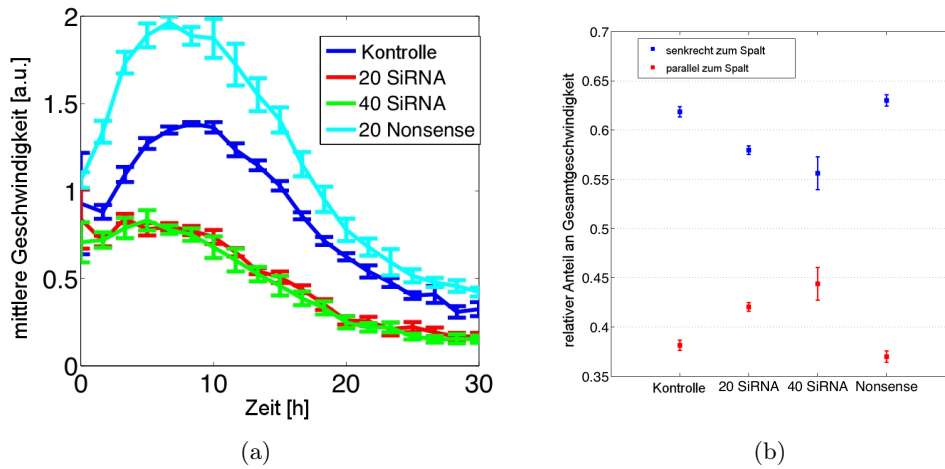 mittlere Geschwindigkeit [a.u.]
2
1.5
1
0.5
0
0
10
20
30
Zeit [h]
Kontrolle
20 SiRNA
40 SiRNA
20 Nonsense
(a)
relativer Anteil an Gesamtgeschwindigkeit
0.7
0.65
0.6
0.55
0.5
0.45
0.4
0.35
senkrecht zum Spalt
parallel zum Spalt
Kontrolle
20 SiRNA
40 SiRNA
Nonsense
(b)